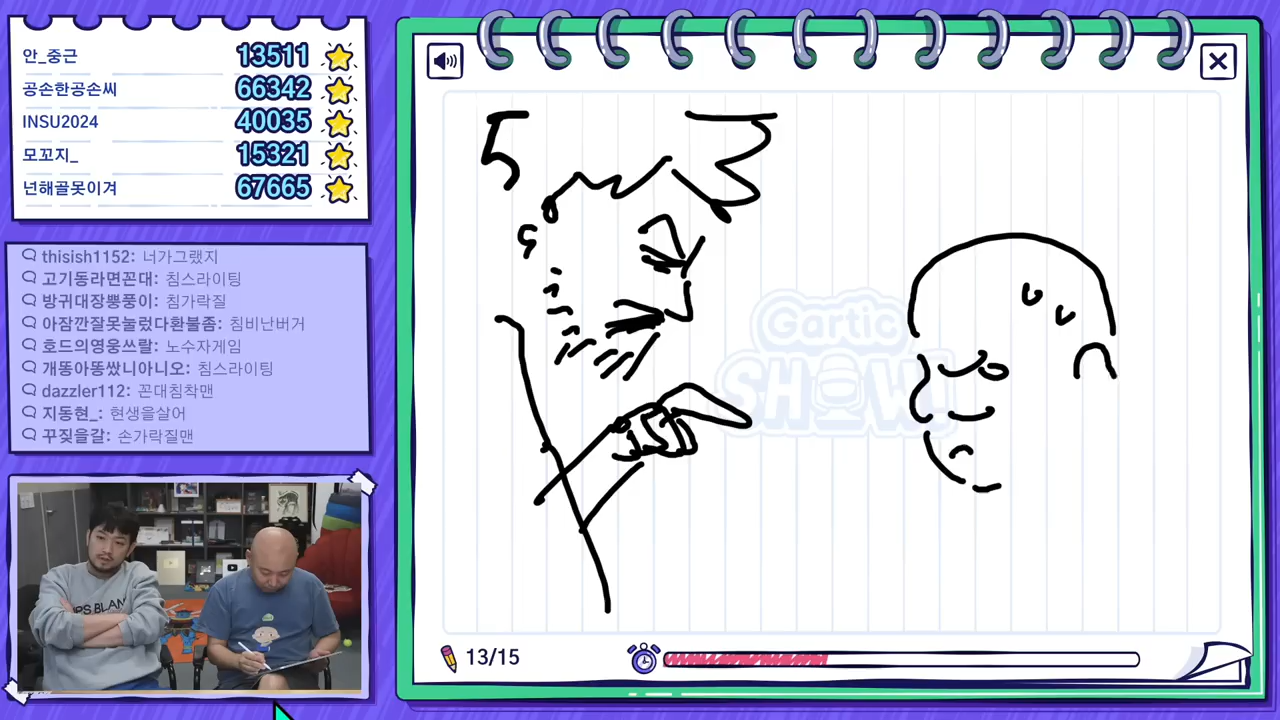 안_중근 13511
공손한공손씨 66342
INSU2024 40035
모꼬지_ 15321
넌해골못이겨 67665
thisish1152: 너가그랬지
고기동라면꼰대: 침스라이팅
방귀대장뿡풍이: 침가락질
아잠깐잘못눌렀다환불좀: 침비난버거
호드의영웅쓰랄: 노수자게임
개똥아똥쌌니아니오: 침스라이팅
dazzler112: 꼰대침착맨
지동현_: 현생을살어
꾸짖을갈: 손가락질맨
Gartic
SHOW!
13/15